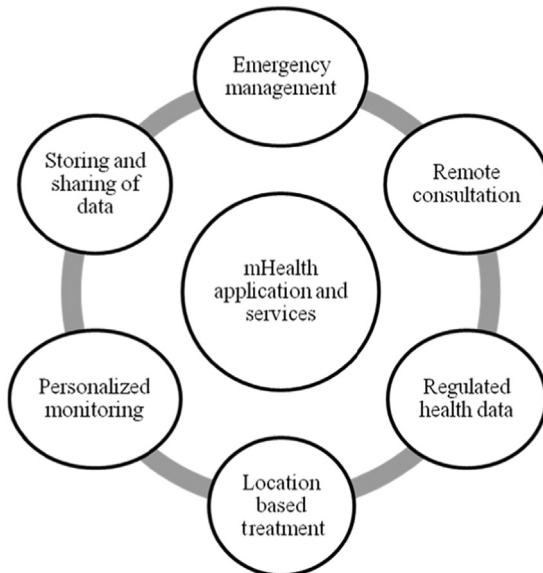 Emergency
management
Storing and
sharing of
data
Remote
consultation
mHealth
application and
services
Personalized
monitoring
Regulated
health data
Location
based
treatment